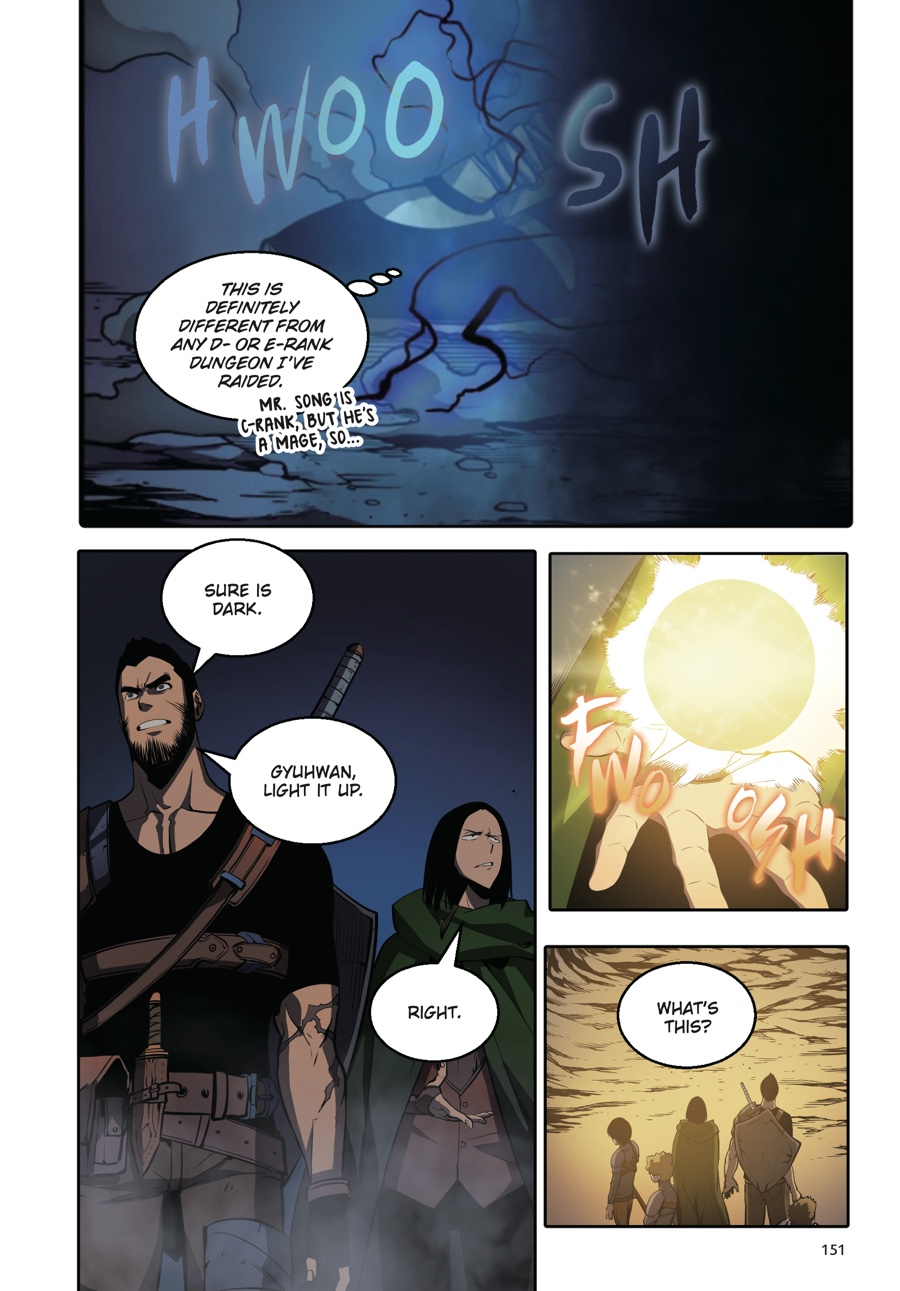 HWOOSH
THIS IS
DEFINITELY
DIFFERENT FROM
ANY D- OR E-RANK
DUNGEON I'VE
RAIDED.
MR. SONG IS
C-RANK, BUT HE'S
A MAGE, SO...
SURE IS
DARK.
GYUHWAN,
LIGHT IT UP.
RIGHT.
FWOOSH
WHAT'S
THIS?
151